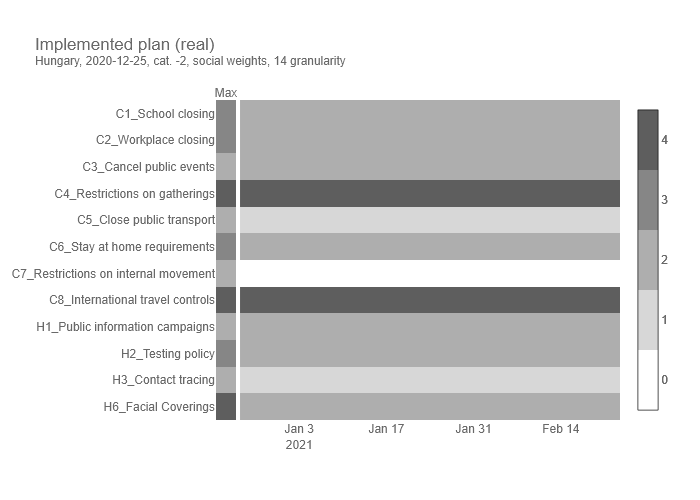 Implemented plan (real)
Hungary, 2020-12-25, cat. -2, social weights, 14 granularity
Max
C1_School closing
C2_Workplace closing
C3_Cancel public events
C4_Restrictions on gatherings
C5_Close public transport
C6_Stay at home requirements
C7_Restrictions on internal movement
C8_International travel controls
H1_Public information campaigns
H2_Testing policy
H3_Contact tracing
H6_Facial Coverings
Jan 3 Jan 17 Jan 31 Feb 14
2021
4
3
2
1
0